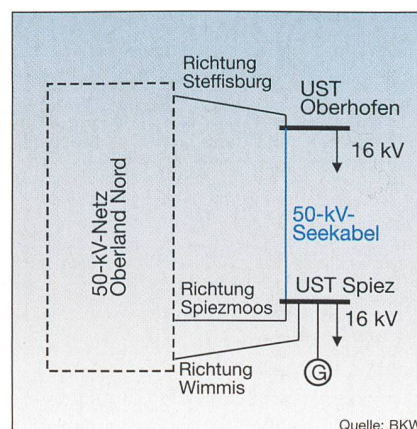 Richtung
Steffisburg
UST
Oberhofen
16 kV
50-kV-Netz
Oberland Nord
50-kV-
Seekabel
Richtung
Spiezmoos
UST Spiez
16 kV
Richtung
Wimmis
G
Quelle: BKW